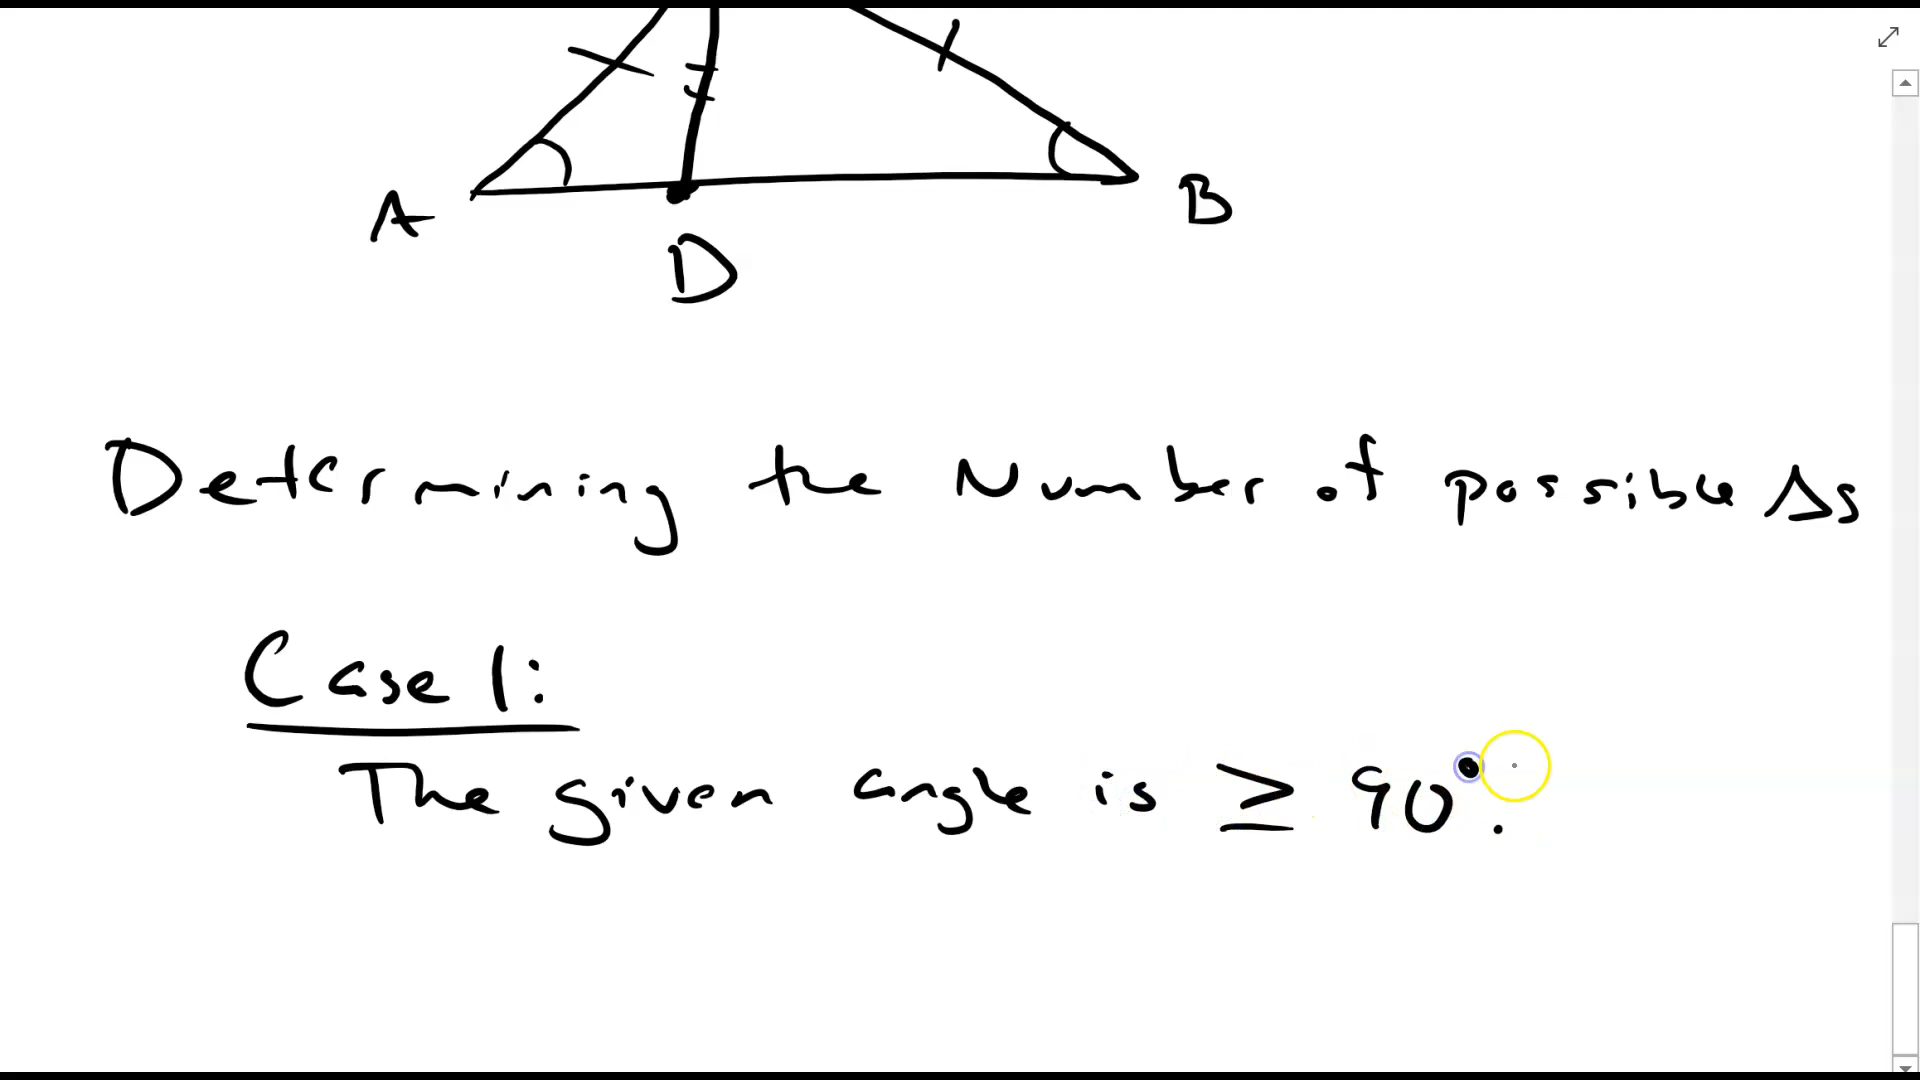 A
B
D
Determining the Number of possible Δs
Case 1:
The given angle is ≥ 90°.